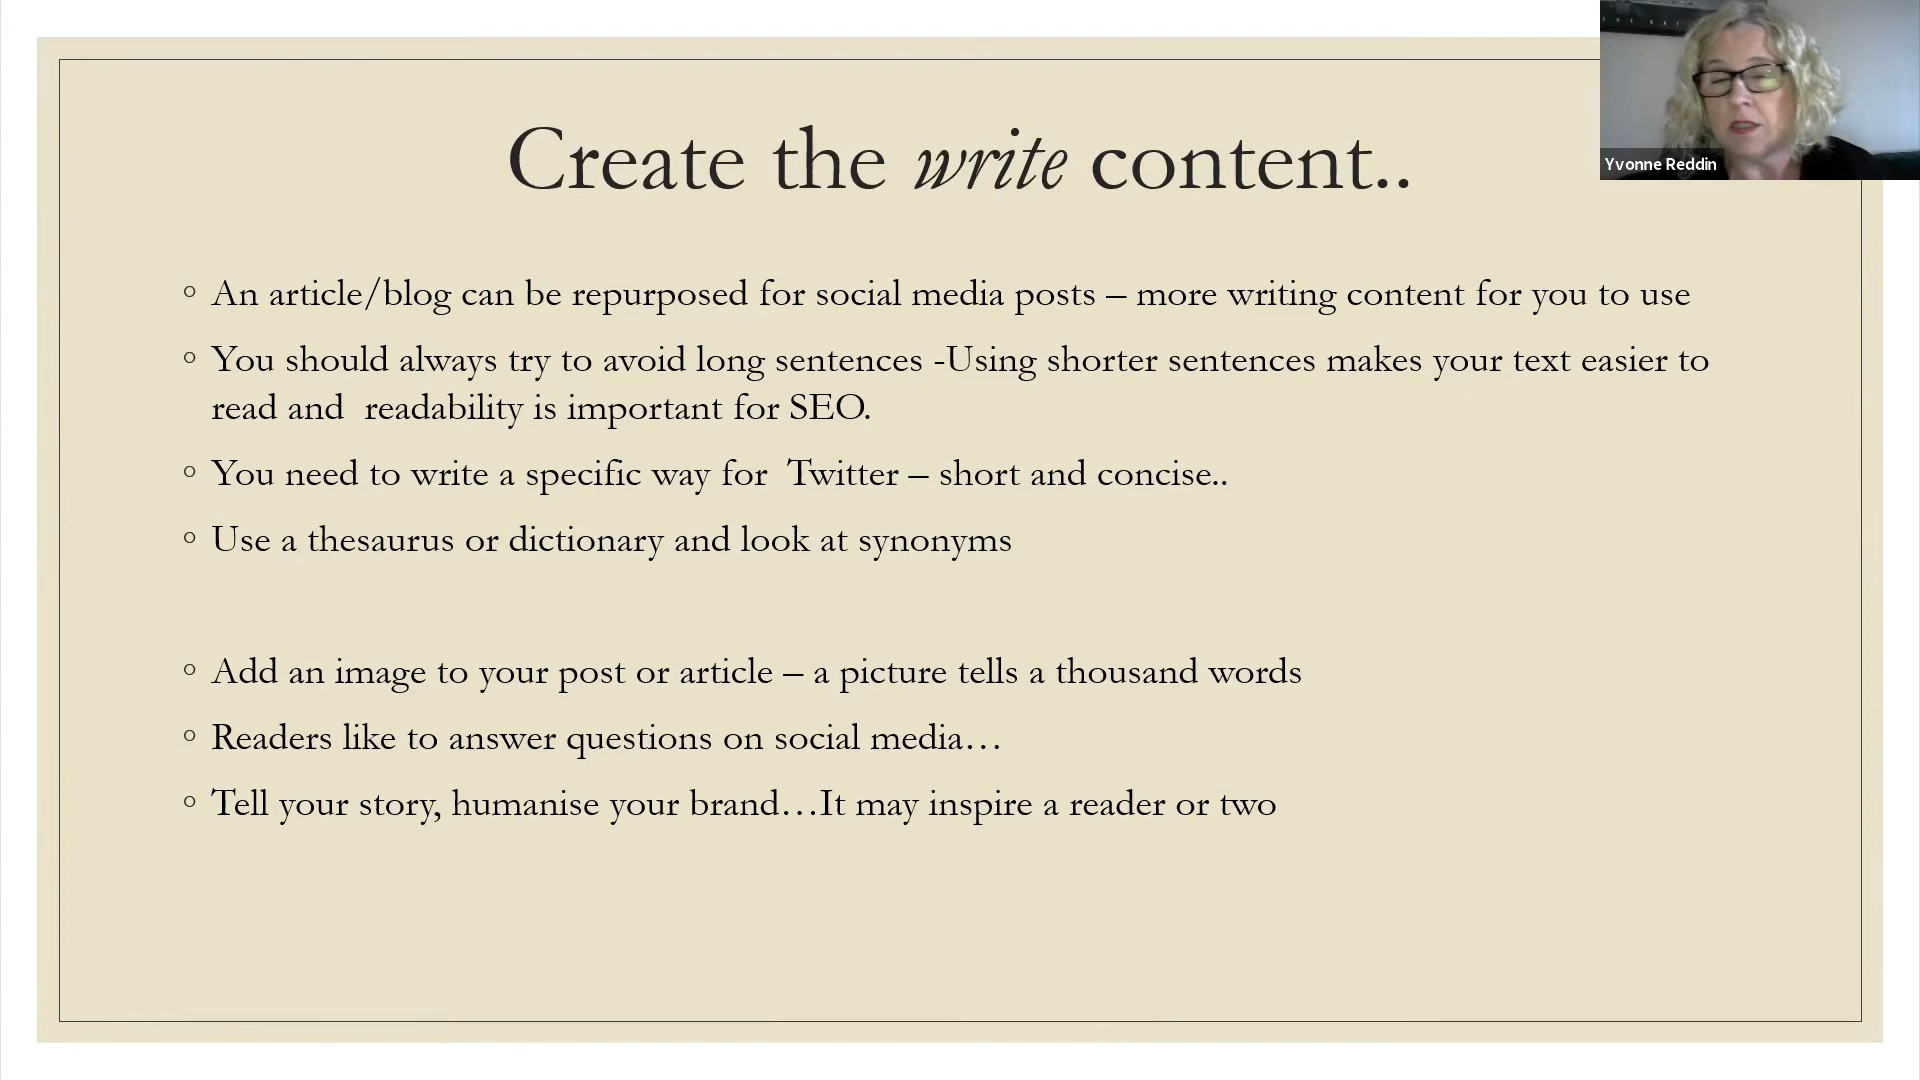 Create the write content..
THE BAT
Yvonne Reddin
◦ An article/blog can be repurposed for social media posts – more writing content for you to use
◦ You should always try to avoid long sentences -Using shorter sentences makes your text easier to
read and  readability is important for SEO.
◦ You need to write a specific way for  Twitter – short and concise..
◦ Use a thesaurus or dictionary and look at synonyms
◦ Add an image to your post or article – a picture tells a thousand words
◦ Readers like to answer questions on social media…
◦ Tell your story, humanise your brand…It may inspire a reader or two